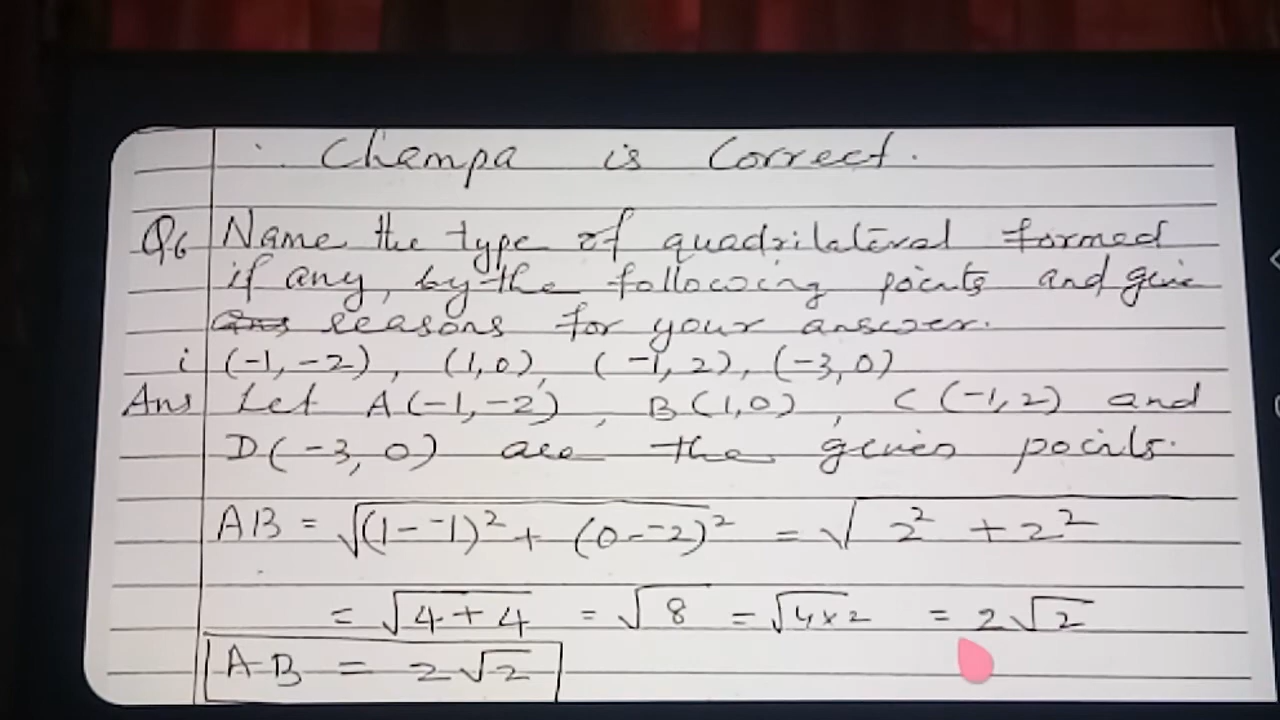 ∴ Champa is Correct.
Q6 Name the type of quadrilateral formed
if any, by the following points and give
reasons for your answer.
i (-1, -2), (1, 0), (-1, 2), (-3, 0)
Ans Let A(-1, -2), B(1, 0), C(-1, 2) and
D(-3, 0) are the given points.
AB = √(1--1)² + (0--2)² = √2² + 2²
= √4+4 = √8 = √4×2 = 2√2
AB = 2√2